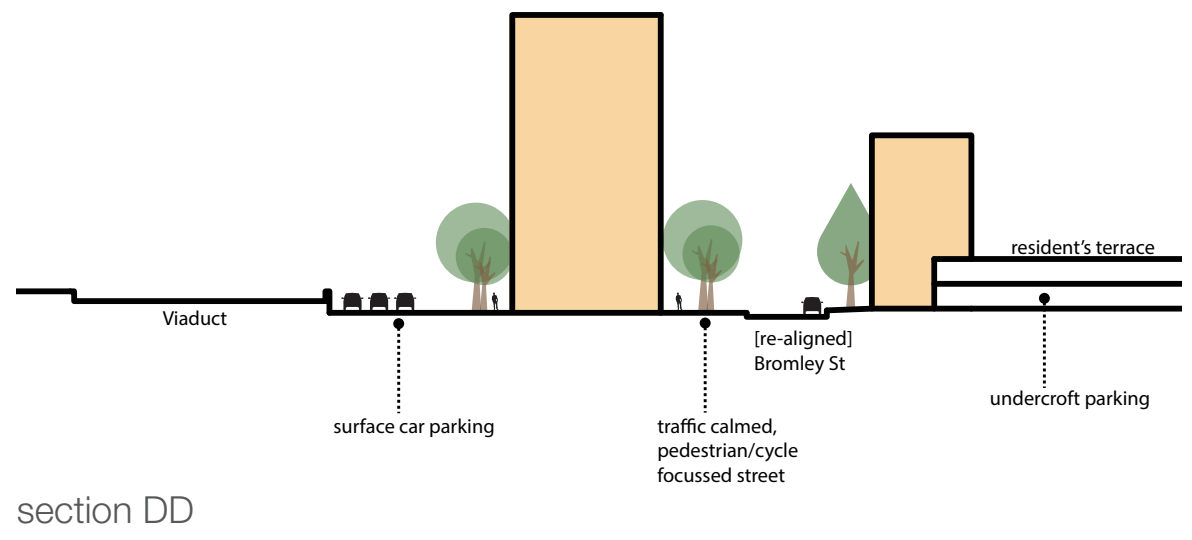 resident's terrace
Viaduct
[re-aligned]
Bromley St
undercroft parking
surface car parking
traffic calmed,
pedestrian/cycle
focussed street
section DD